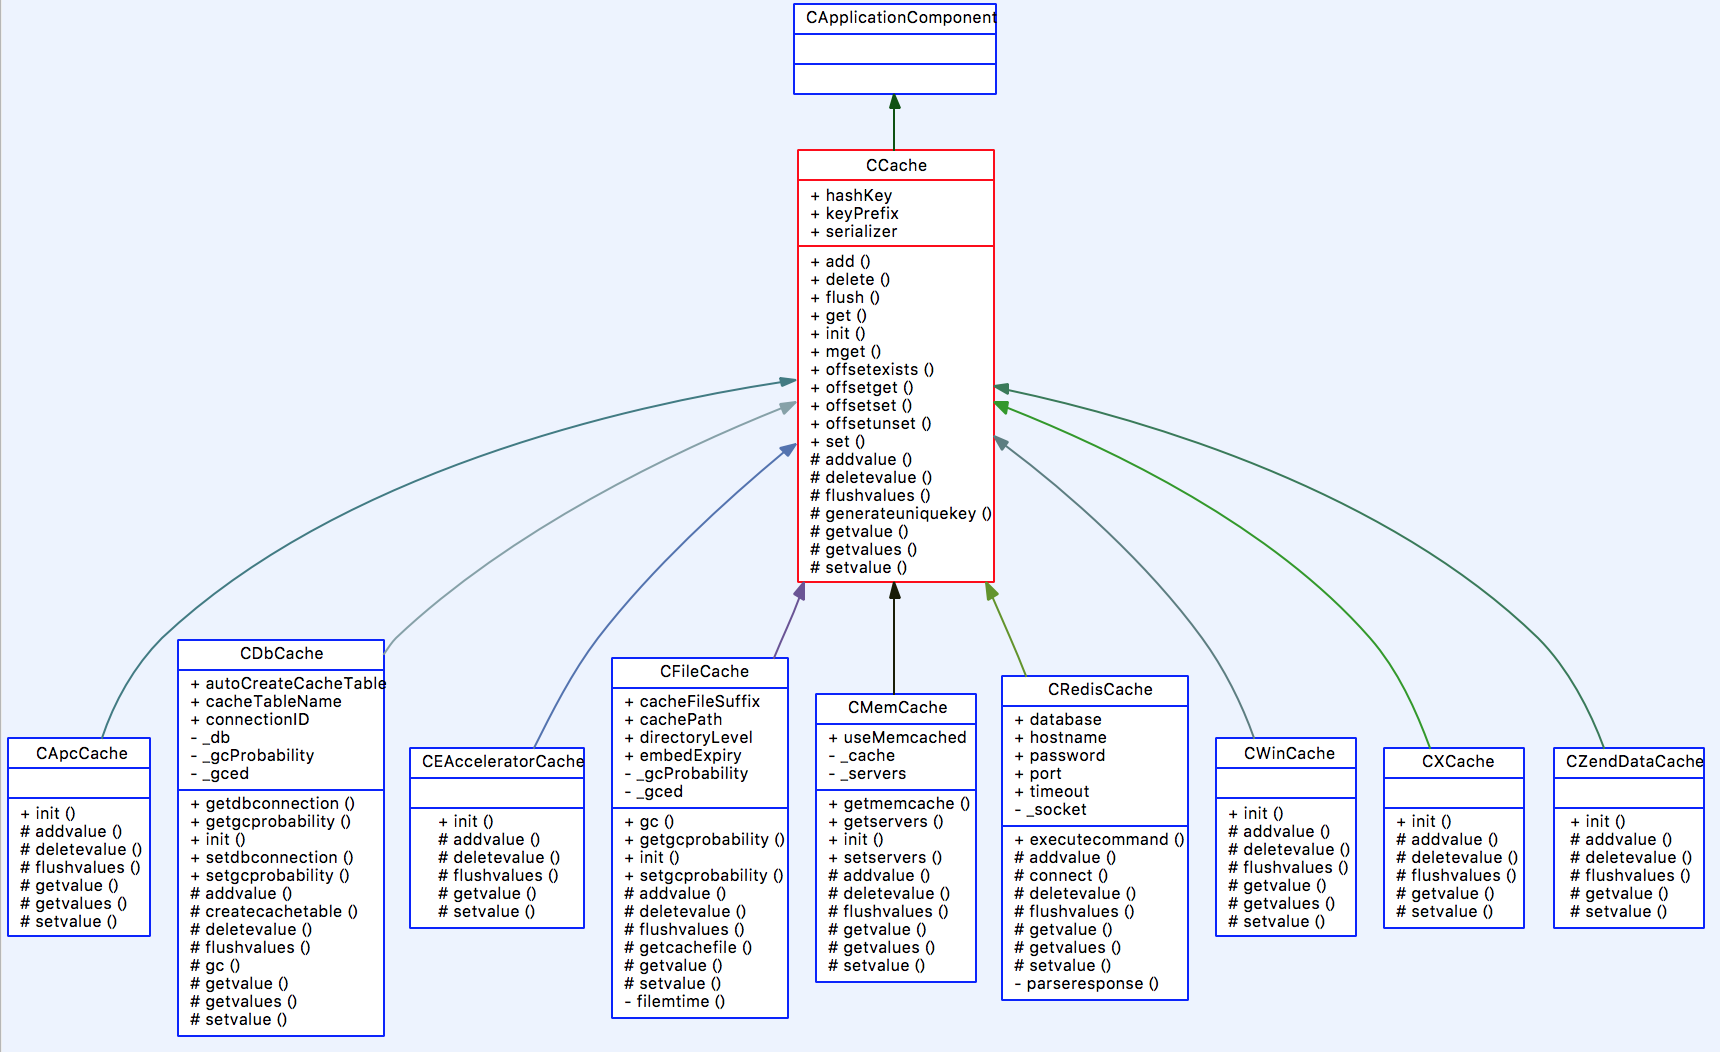 CApplicationComponent
CCache
+ hashKey
+ keyPrefix
+ serializer
+ add ()
+ delete ()
+ flush ()
+ get ()
+ init ()
+ mget ()
+ offsetexists ()
+ offsetget ()
+ offsetset ()
+ offsetunset ()
+ set ()
# addvalue ()
# deletevalue ()
# flushvalues ()
# generateuniquekey ()
# getvalue ()
# getvalues ()
# setvalue ()
CApcCache
+ init ()
# addvalue ()
# deletevalue ()
# flushvalues ()
# getvalue ()
# getvalues ()
# setvalue ()
CDbCache
+ autoCreateCacheTable
+ cacheTableName
+ connectionID
- _db
- _gcProbability
- _gced
+ getdbconnection ()
+ getgcprobability ()
+ init ()
+ setdbconnection ()
+ setgcprobability ()
# addvalue ()
# createcachetable ()
# deletevalue ()
# flushvalues ()
# gc ()
# getvalue ()
# getvalues ()
# setvalue ()
CEAcceleratorCache
+ init ()
# addvalue ()
# deletevalue ()
# flushvalues ()
# getvalue ()
# setvalue ()
CFileCache
+ cacheFileSuffix
+ cachePath
+ directoryLevel
+ embedExpiry
- _gcProbability
- _gced
+ gc ()
+ getgcprobability ()
+ init ()
+ setgcprobability ()
# addvalue ()
# deletevalue ()
# flushvalues ()
# getcachefile ()
# getvalue ()
# setvalue ()
- filemtime ()
CMemCache
+ useMemcached
- _cache
- _servers
+ getmemcache ()
+ getservers ()
+ init ()
+ setservers ()
# addvalue ()
# deletevalue ()
# flushvalues ()
# getvalue ()
# getvalues ()
# setvalue ()
CRedisCache
+ database
+ hostname
+ password
+ port
+ timeout
- _socket
+ executecommand ()
# addvalue ()
# connect ()
# deletevalue ()
# flushvalues ()
# getvalue ()
# getvalues ()
# setvalue ()
- parseresponse ()
CWinCache
+ init ()
# addvalue ()
# deletevalue ()
# flushvalues ()
# getvalue ()
# getvalues ()
# setvalue ()
CXCache
+ init ()
# addvalue ()
# deletevalue ()
# flushvalues ()
# getvalue ()
# setvalue ()
CZendDataCache
+ init ()
# addvalue ()
# deletevalue ()
# flushvalues ()
# getvalue ()
# setvalue ()